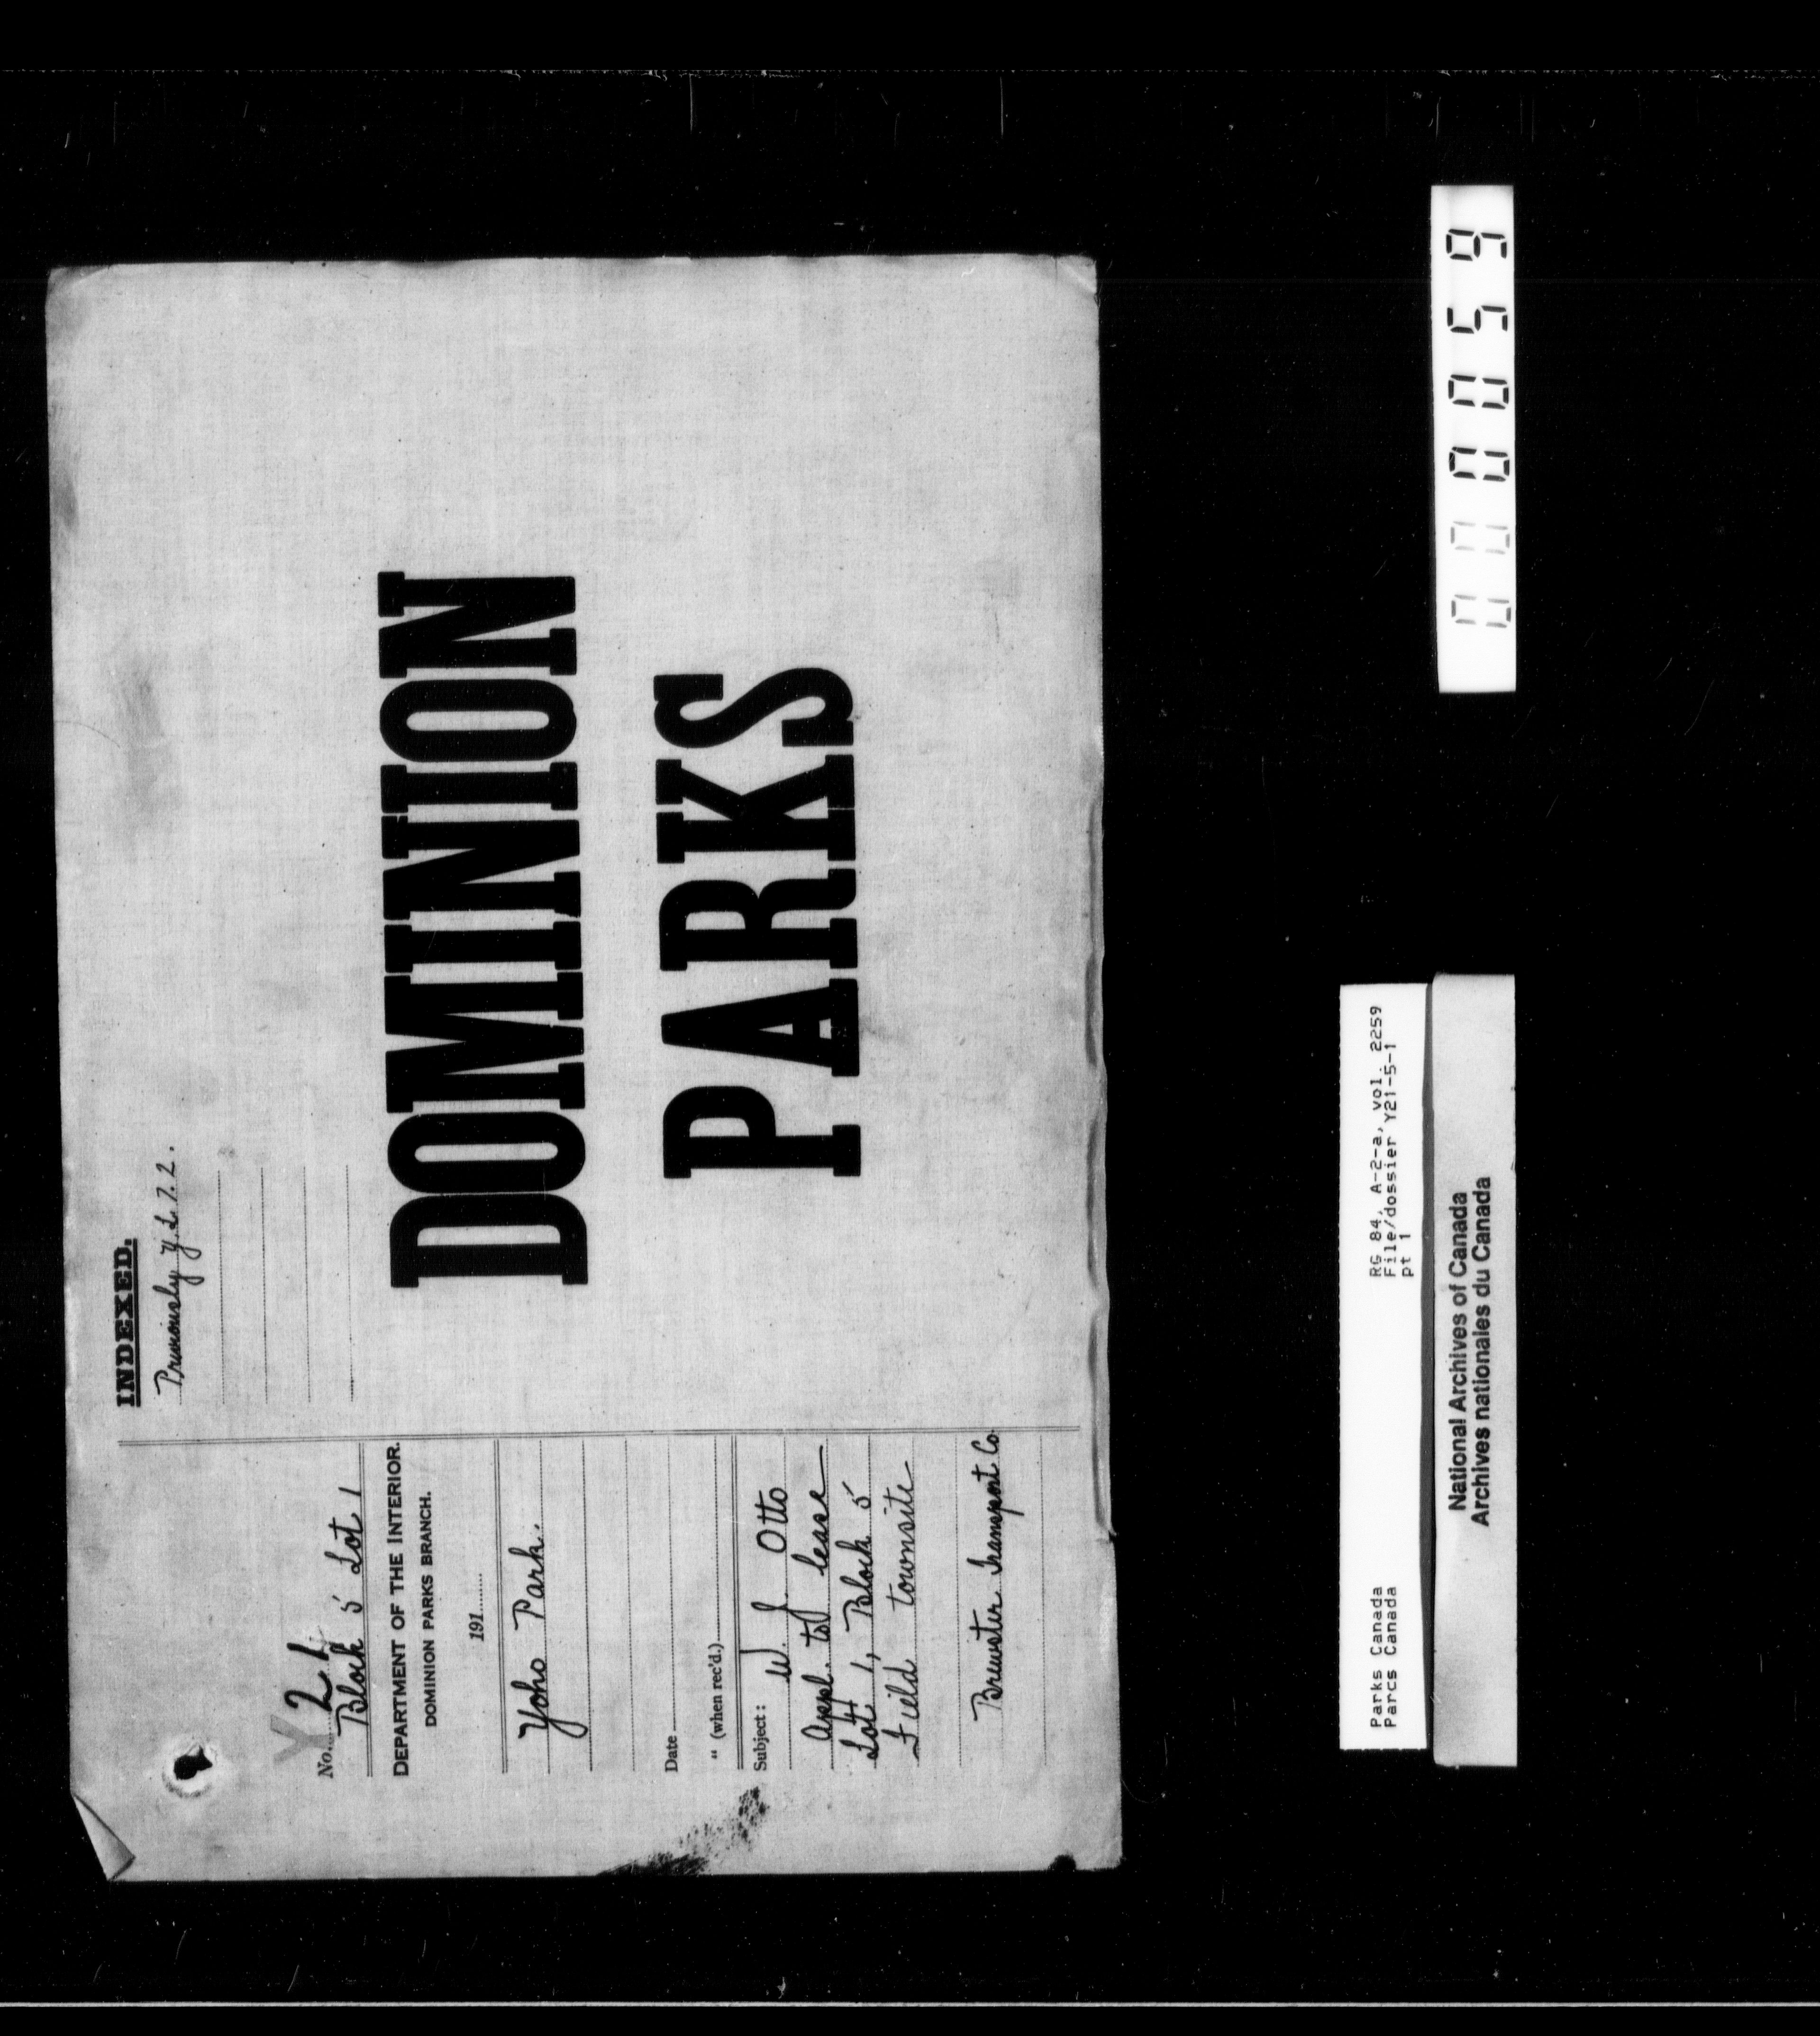 INDEXED.
Previously Y.L.7.2.
Y
No. 21
Block 5 Lot 1
DEPARTMENT OF THE INTERIOR.
DOMINION PARKS BRANCH.
191
Yoho Park.
Date
" (when rec'd.)
Subject: W. J. Otto
Appl. to lease
Lot 1, Block 5
Field townsite
Brewster Transport Co.
DOMINION
PARKS
000059
Parks Canada
Parcs Canada
RG 84, A-2-a, vol. 2259
File/dossier Y21-5-1
pt 1
National Archives of Canada
Archives nationales du Canada